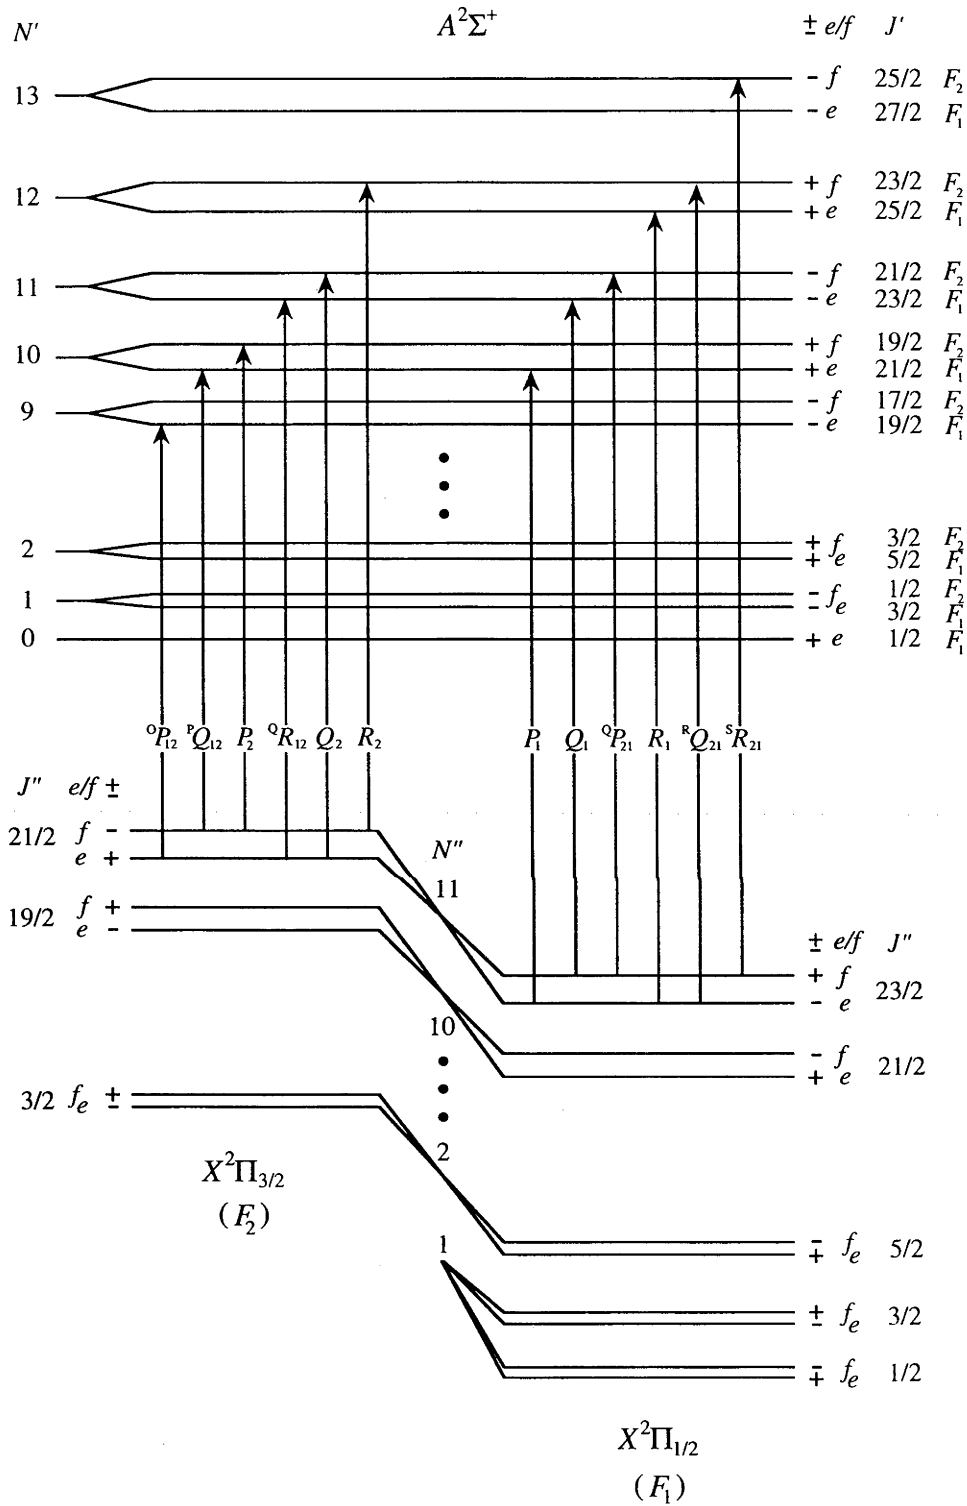 N′ A²Σ⁺ ± e/f J′
13 − f 25/2 F₂
− e 27/2 F₁
12 + f 23/2 F₂
+ e 25/2 F₁
11 − f 21/2 F₂
− e 23/2 F₁
10 + f 19/2 F₂
+ e 21/2 F₁
9 − f 17/2 F₂
− e 19/2 F₁
2 + f 3/2 F₂
+ e 5/2 F₁
1 − f 1/2 F₂
− e 3/2 F₁
0 + e 1/2 F₁
ᴼP₁₂ ᴾQ₁₂ P₂ �Q R₁₂ Q₂ R₂ P₁ Q₁ �Q P₂₁ R₁ ᴿQ₂₁ ˢR₂₁
J″ e/f ±
21/2 f −
e +
N″
11
19/2 f +
e −
± e/f J″
+ f 23/2
− e
10
− f 21/2
+ e
3/2 f +
e −
2
X²Π₃/₂
(F₂)
1
− f 5/2
+ e
+ f 3/2
− e
− f 1/2
+ e
X²Π₁/₂
(F₁)